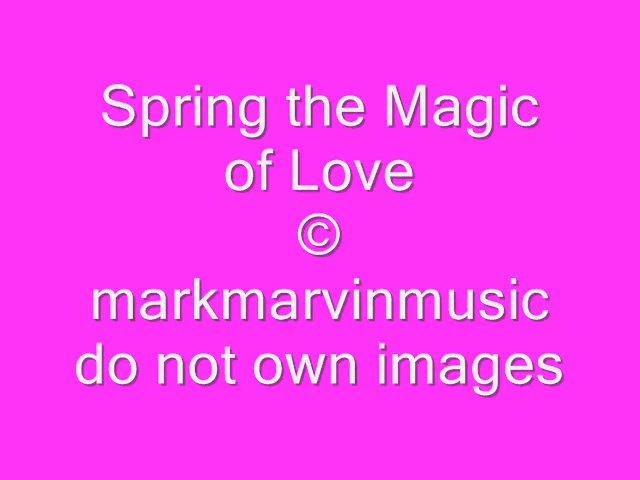 Spring the Magic
of Love
©
markmarvinmusic
do not own images